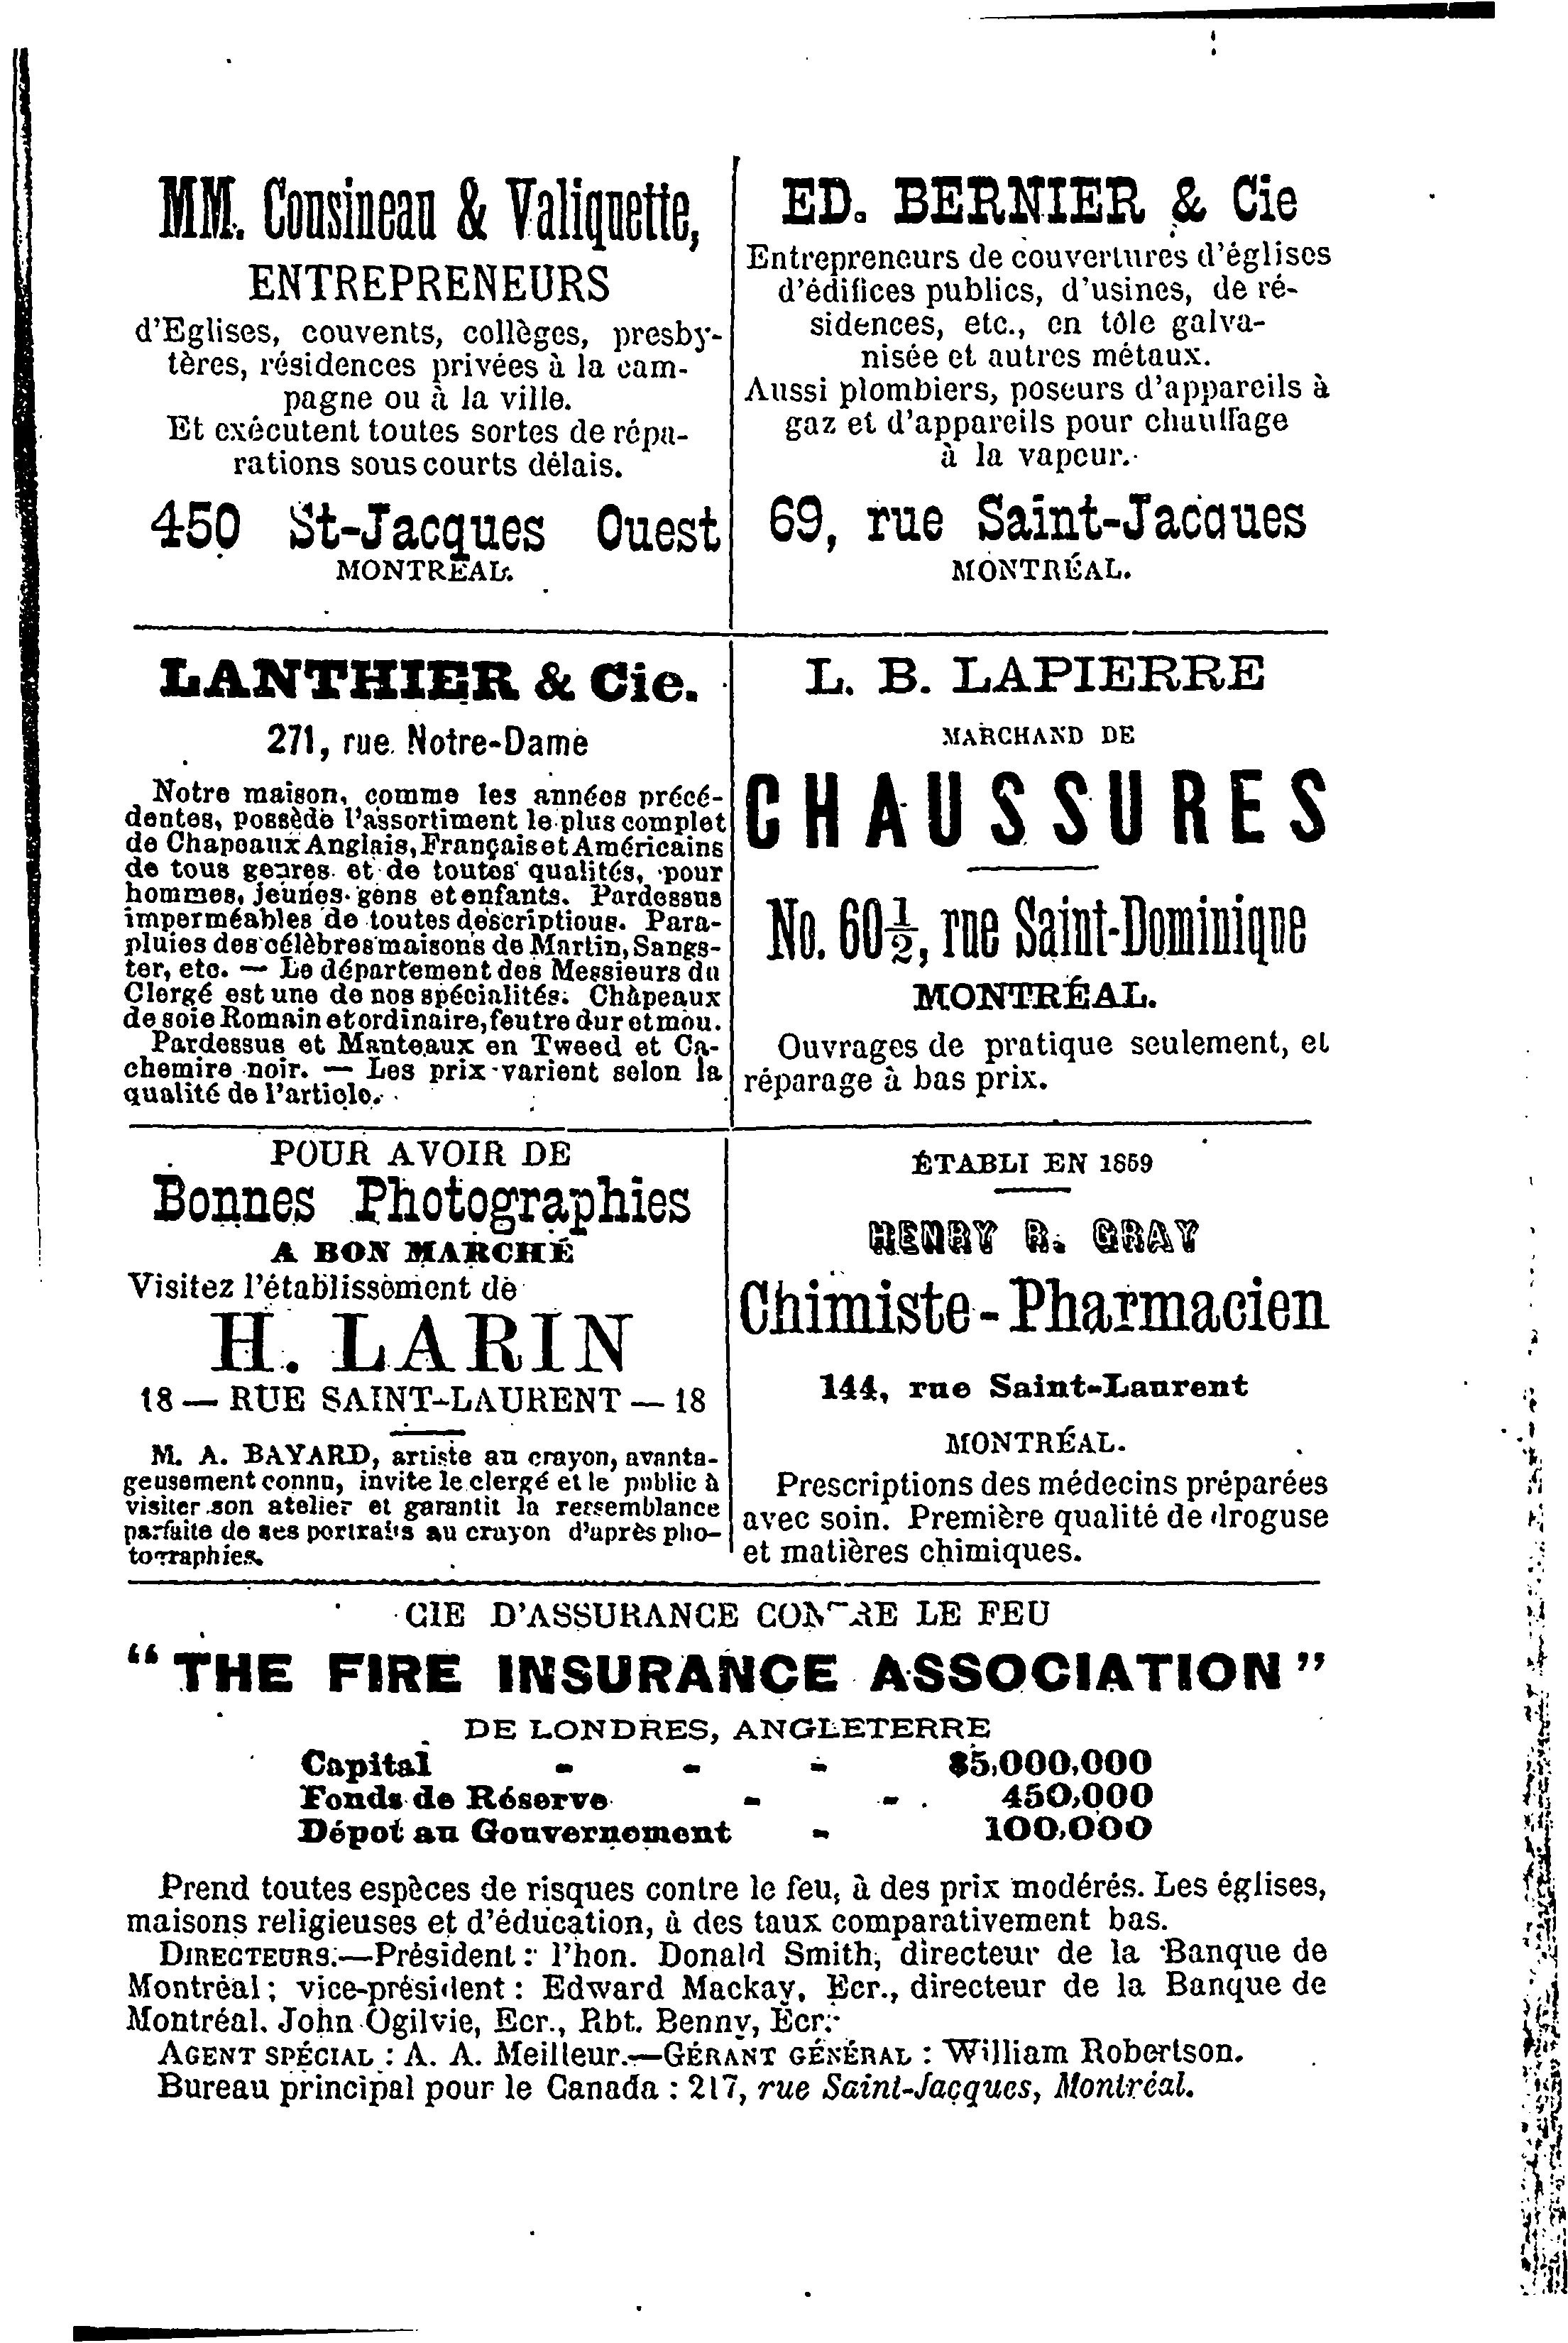 MM. Cousineau & Valiquette,
ENTREPRENEURS
d'Eglises, couvents, collèges, presby-
tères, résidences privées à la cam-
pagne ou à la ville.
Et exécutent toutes sortes de répa-
rations sous courts délais.
450 St-Jacques Ouest
MONTREAL.
ED. BERNIER & Cie
Entrepreneurs de couvertures d'églises
d'édifices publics, d'usines, de ré-
sidences, etc., en tôle galva-
nisée et autres métaux.
Aussi plombiers, poseurs d'appareils à
gaz et d'appareils pour chauffage
à la vapeur.
69, rue Saint-Jacques
MONTRÉAL.
LANTHIER & Cie.
271, rue Notre-Dame
Notre maison, comme les années précé-
dentes, possède l'assortiment le plus complet
de Chapeaux Anglais, Français et Américains
de tous genres et de toutes qualités, pour
hommes, jeunes gens et enfants. Pardessus
imperméables de toutes descriptions. Para-
pluies des célèbres maisons de Martin, Sangs-
ter, etc. — Le département des Messieurs du
Clergé est une de nos spécialités. Chapeaux
de soie Romain et ordinaire, feutre dur et mou.
Pardessus et Manteaux en Tweed et Ca-
chemire noir. — Les prix varient selon la
qualité de l'article.
L. B. LAPIERRE
MARCHAND DE
CHAUSSURES
No. 60½, rue Saint-Dominique
MONTRÉAL.
Ouvrages de pratique seulement, et
réparage à bas prix.
POUR AVOIR DE
Bonnes Photographies
A BON MARCHÉ
Visitez l'établissement de
H. LARIN
18 — RUE SAINT-LAURENT — 18
M. A. BAYARD, artiste au crayon, avanta-
geusement connu, invite le clergé et le public à
visiter son atelier et garantit la ressemblance
parfaite de ses portraits au crayon d'après pho-
tographies.
ÉTABLI EN 1859
HENRY R. GRAY
Chimiste-Pharmacien
144, rue Saint-Laurent
MONTRÉAL.
Prescriptions des médecins préparées
avec soin. Première qualité de droguse
et matières chimiques.
CIE D'ASSURANCE CONTRE LE FEU
"THE FIRE INSURANCE ASSOCIATION"
DE LONDRES, ANGLETERRE
Capital - - - $5,000,000
Fonds de Réserve - - 450,000
Dépot au Gouvernement - 100,000
Prend toutes espèces de risques contre le feu, à des prix modérés. Les églises,
maisons religieuses et d'éducation, à des taux comparativement bas.
DIRECTEURS.—Président : l'hon. Donald Smith, directeur de la Banque de
Montréal ; vice-président : Edward Mackay, Ecr., directeur de la Banque de
Montréal. John Ogilvie, Ecr., Rbt. Benny, Ecr.
AGENT SPÉCIAL : A. A. Meilleur.—GÉRANT GÉNÉRAL : William Robertson.
Bureau principal pour le Canada : 217, rue Saint-Jacques, Montréal.